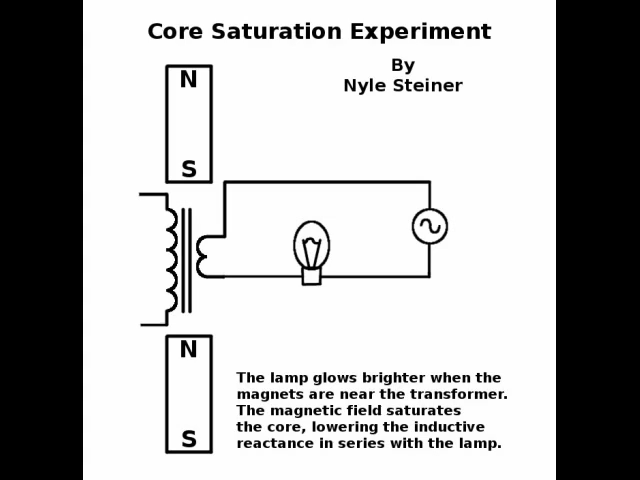 Core Saturation Experiment
By
Nyle Steiner
N
S
N
S
The lamp glows brighter when the
magnets are near the transformer.
The magnetic field saturates
the core, lowering the inductive
reactance in series with the lamp.